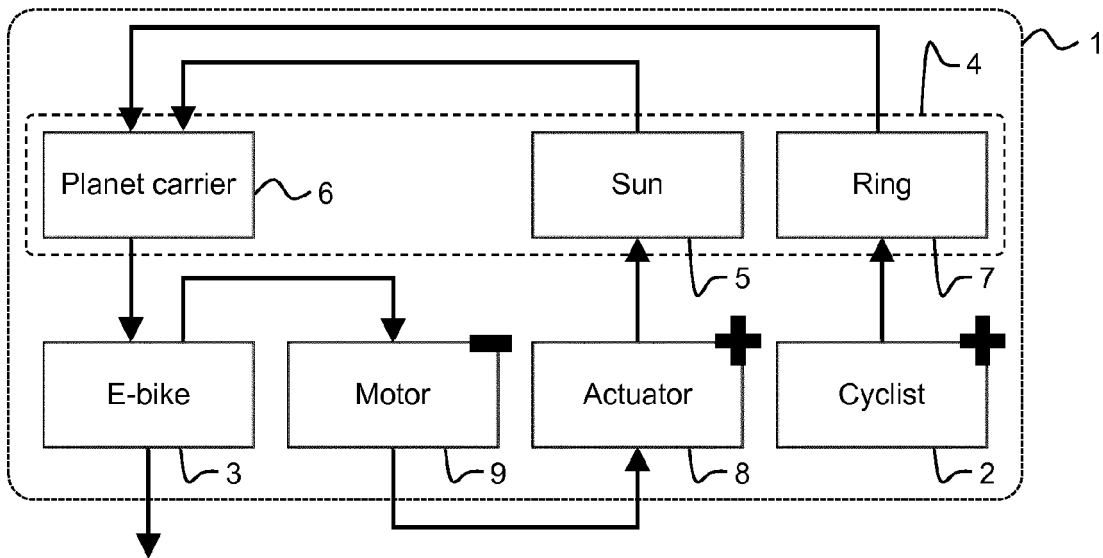 1
4
Planet carrier
6
Sun
Ring
5
7
E-bike
Motor
Actuator
Cyclist
3
9
8
2